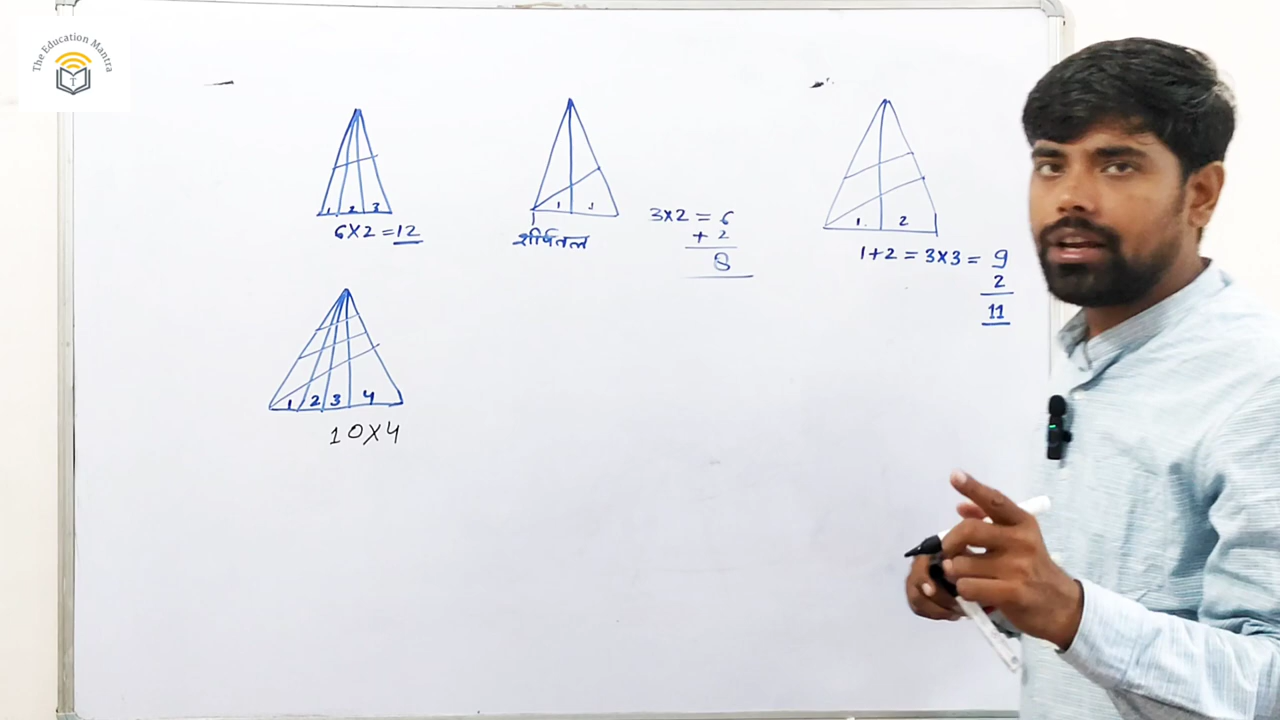 The Education Mantra
T
1 2 3
6X2=12
1 1
शीर्षतल
3X2 = 6
+ 2
8
1 2
1+2 = 3X3 = 9
2
11
1 2 3 4
10X4